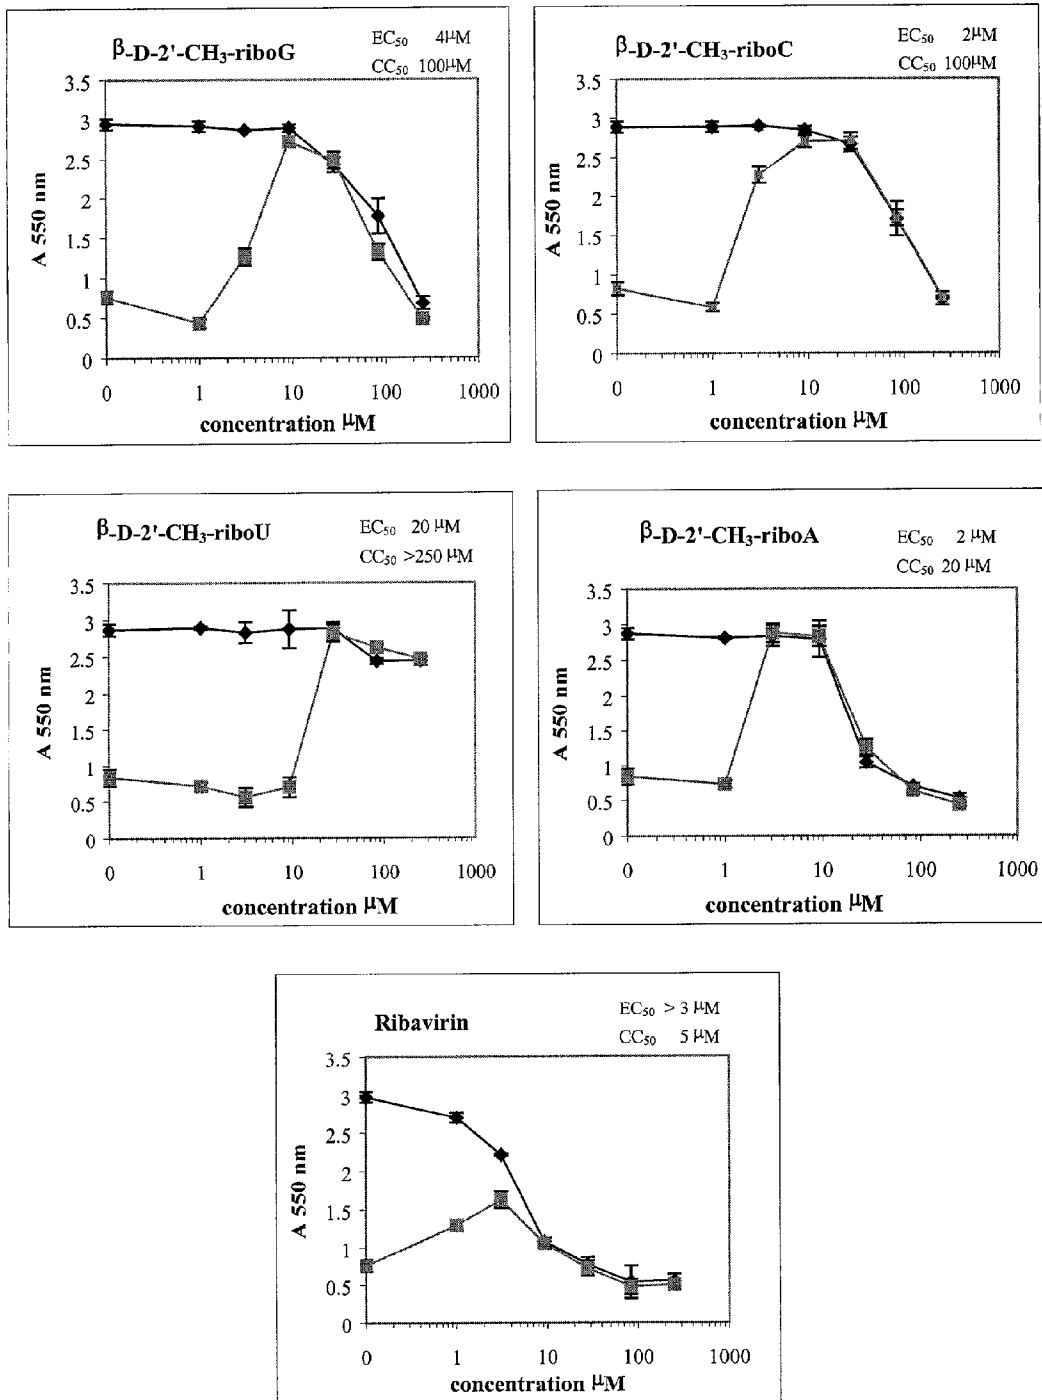 β-D-2'-CH₃-riboG
EC₅₀ 4μM
CC₅₀ 100μM
A 550 nm
3.5
3
2.5
2
1.5
1
0.5
0
0 1 10 100 1000
concentration μM
β-D-2'-CH₃-riboC
EC₅₀ 2μM
CC₅₀ 100μM
A 550 nm
3.5
3
2.5
2
1.5
1
0.5
0
0 1 10 100 1000
concentration μM
β-D-2'-CH₃-riboU
EC₅₀ 20 μM
CC₅₀ >250 μM
A 550 nm
3.5
3
2.5
2
1.5
1
0.5
0
0 1 10 100 1000
concentration μM
β-D-2'-CH₃-riboA
EC₅₀ 2 μM
CC₅₀ 20 μM
A 550 nm
3.5
3
2.5
2
1.5
1
0.5
0
0 1 10 100 1000
concentration μM
Ribavirin
EC₅₀ > 3 μM
CC₅₀ 5 μM
A 550 nm
3.5
3
2.5
2
1.5
1
0.5
0
0 1 10 100 1000
concentration μM